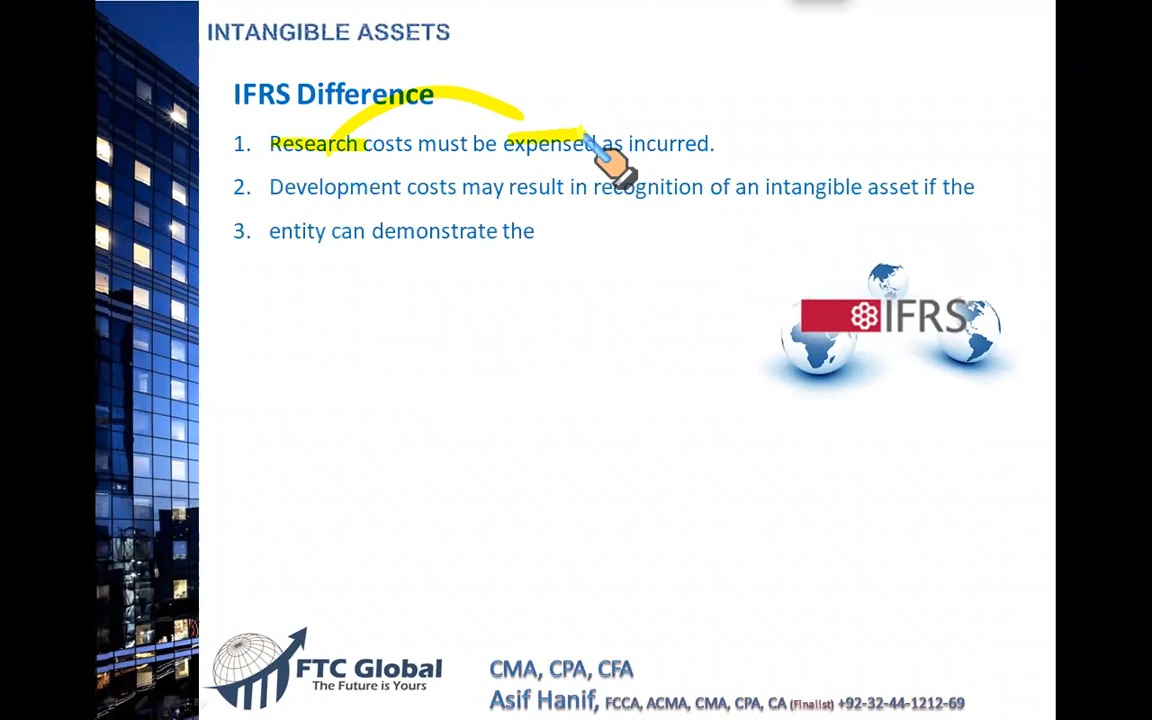 INTANGIBLE ASSETS
IFRS Difference
1. Research costs must be expensed as incurred.
2. Development costs may result in recognition of an intangible asset if the
3. entity can demonstrate the
IFRS
FTC Global
The Future is Yours
CMA, CPA, CFA
Asif Hanif, FCCA, ACMA, CMA, CPA, CA (Finalist) +92-32-44-1212-69